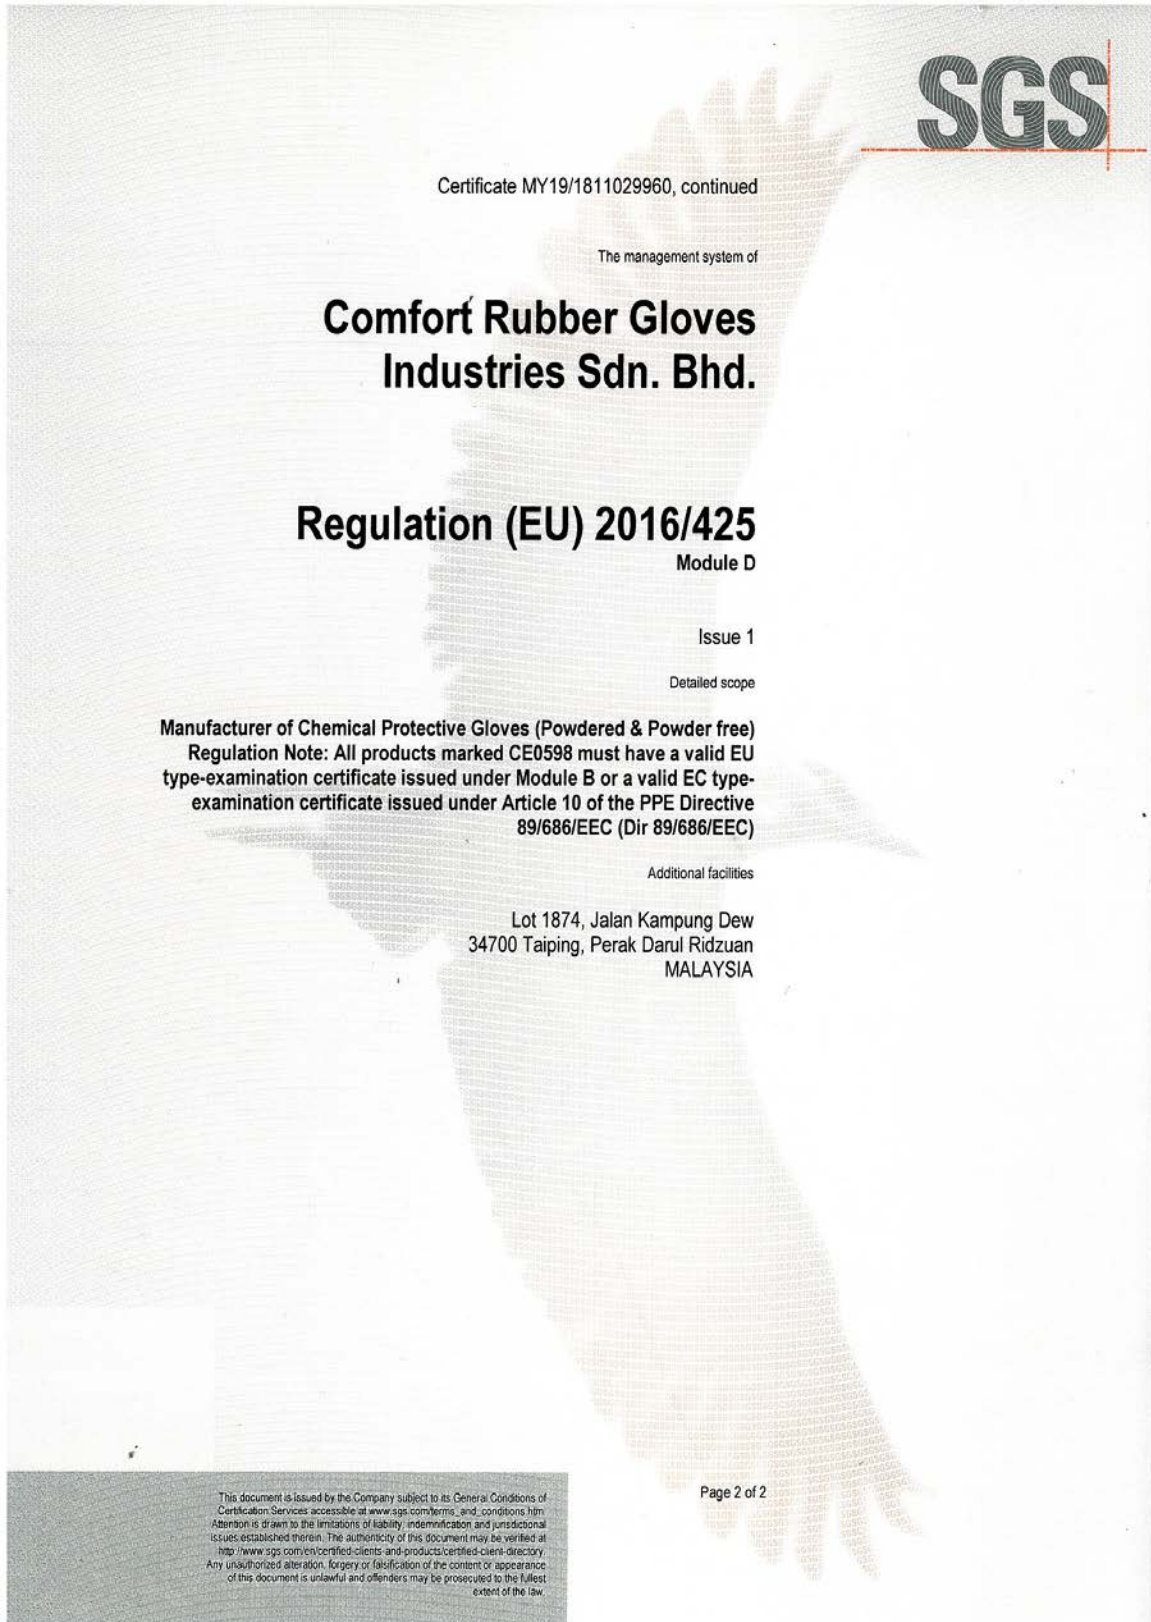 SGS
Certificate MY19/1811029960, continued
The management system of
Comfort Rubber Gloves
Industries Sdn. Bhd.
Regulation (EU) 2016/425
Module D
Issue 1
Detailed scope
Manufacturer of Chemical Protective Gloves (Powdered & Powder free)
Regulation Note: All products marked CE0598 must have a valid EU
type-examination certificate issued under Module B or a valid EC type-
examination certificate issued under Article 10 of the PPE Directive
89/686/EEC (Dir 89/686/EEC)
Additional facilities
Lot 1874, Jalan Kampung Dew
34700 Taiping, Perak Darul Ridzuan
MALAYSIA
This document is issued by the Company subject to its General Conditions of
Certification Services accessible at www.sgs.com/terms_and_conditions.htm.
Attention is drawn to the limitations of liability, indemnification and jurisdictional
issues established therein. The authenticity of this document may be verified at
http://www.sgs.com/en/certified-clients-and-products/certified-client-directory.
Any unauthorized alteration, forgery or falsification of the content or appearance
of this document is unlawful and offenders may be prosecuted to the fullest
extent of the law.
Page 2 of 2